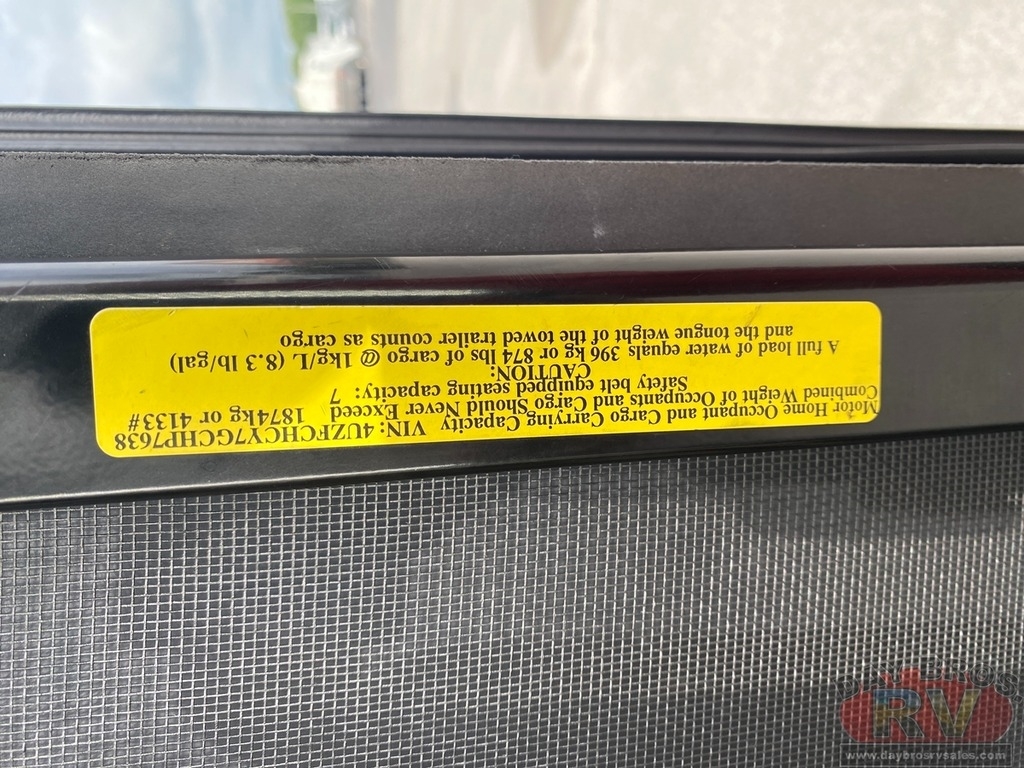 Motor Home Occupant and Cargo Carrying Capacity VIN: 4UZFCHCY7GCHP7638
Combined Weight of Occupants and Cargo Should Never Exceed 1874kg or 4133#
Safety belt equipped seating capacity: 7
CAUTION:
A full load of water equals 396 kg or 874 lbs of cargo @ 1kg/L (8.3 lb/gal)
and the tongue weight of the towed trailer counts as cargo
DAY BROS
RV
www.daybrosrvsales.com